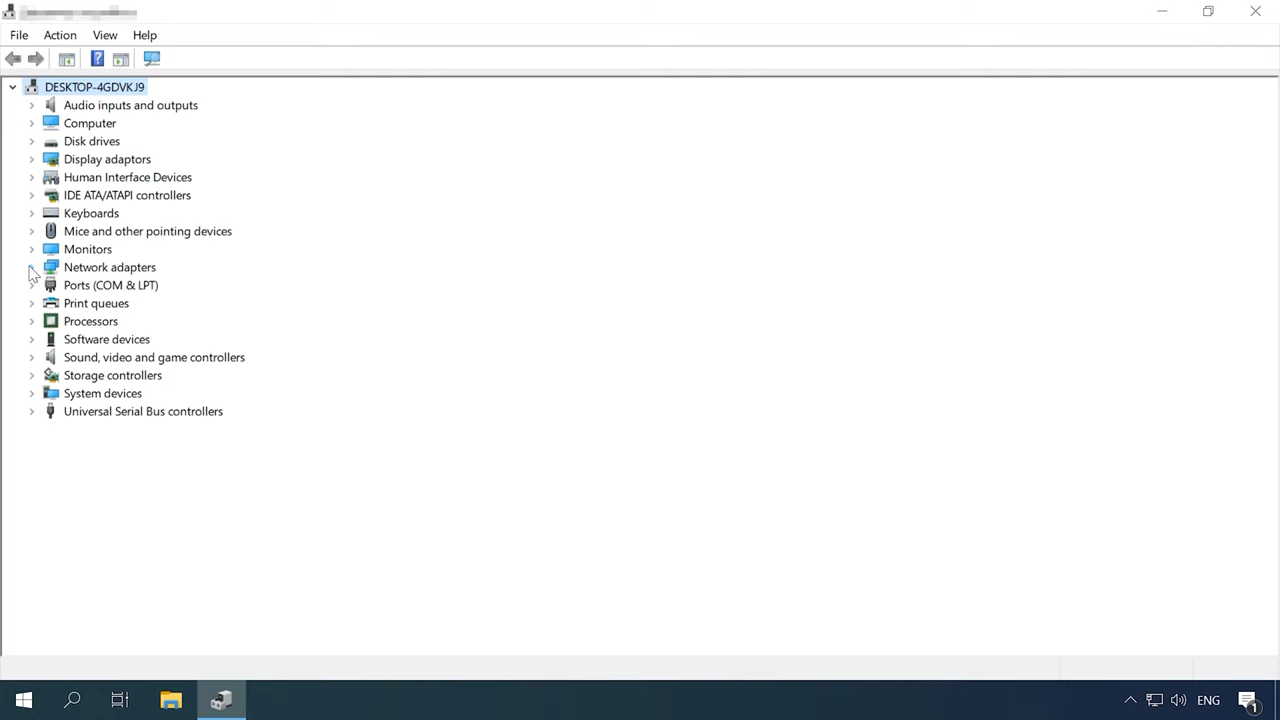 File Action View Help
DESKTOP-4GDVKJ9
Audio inputs and outputs
Computer
Disk drives
Display adaptors
Human Interface Devices
IDE ATA/ATAPI controllers
Keyboards
Mice and other pointing devices
Monitors
Network adapters
Ports (COM & LPT)
Print queues
Processors
Software devices
Sound, video and game controllers
Storage controllers
System devices
Universal Serial Bus controllers
ENG
1